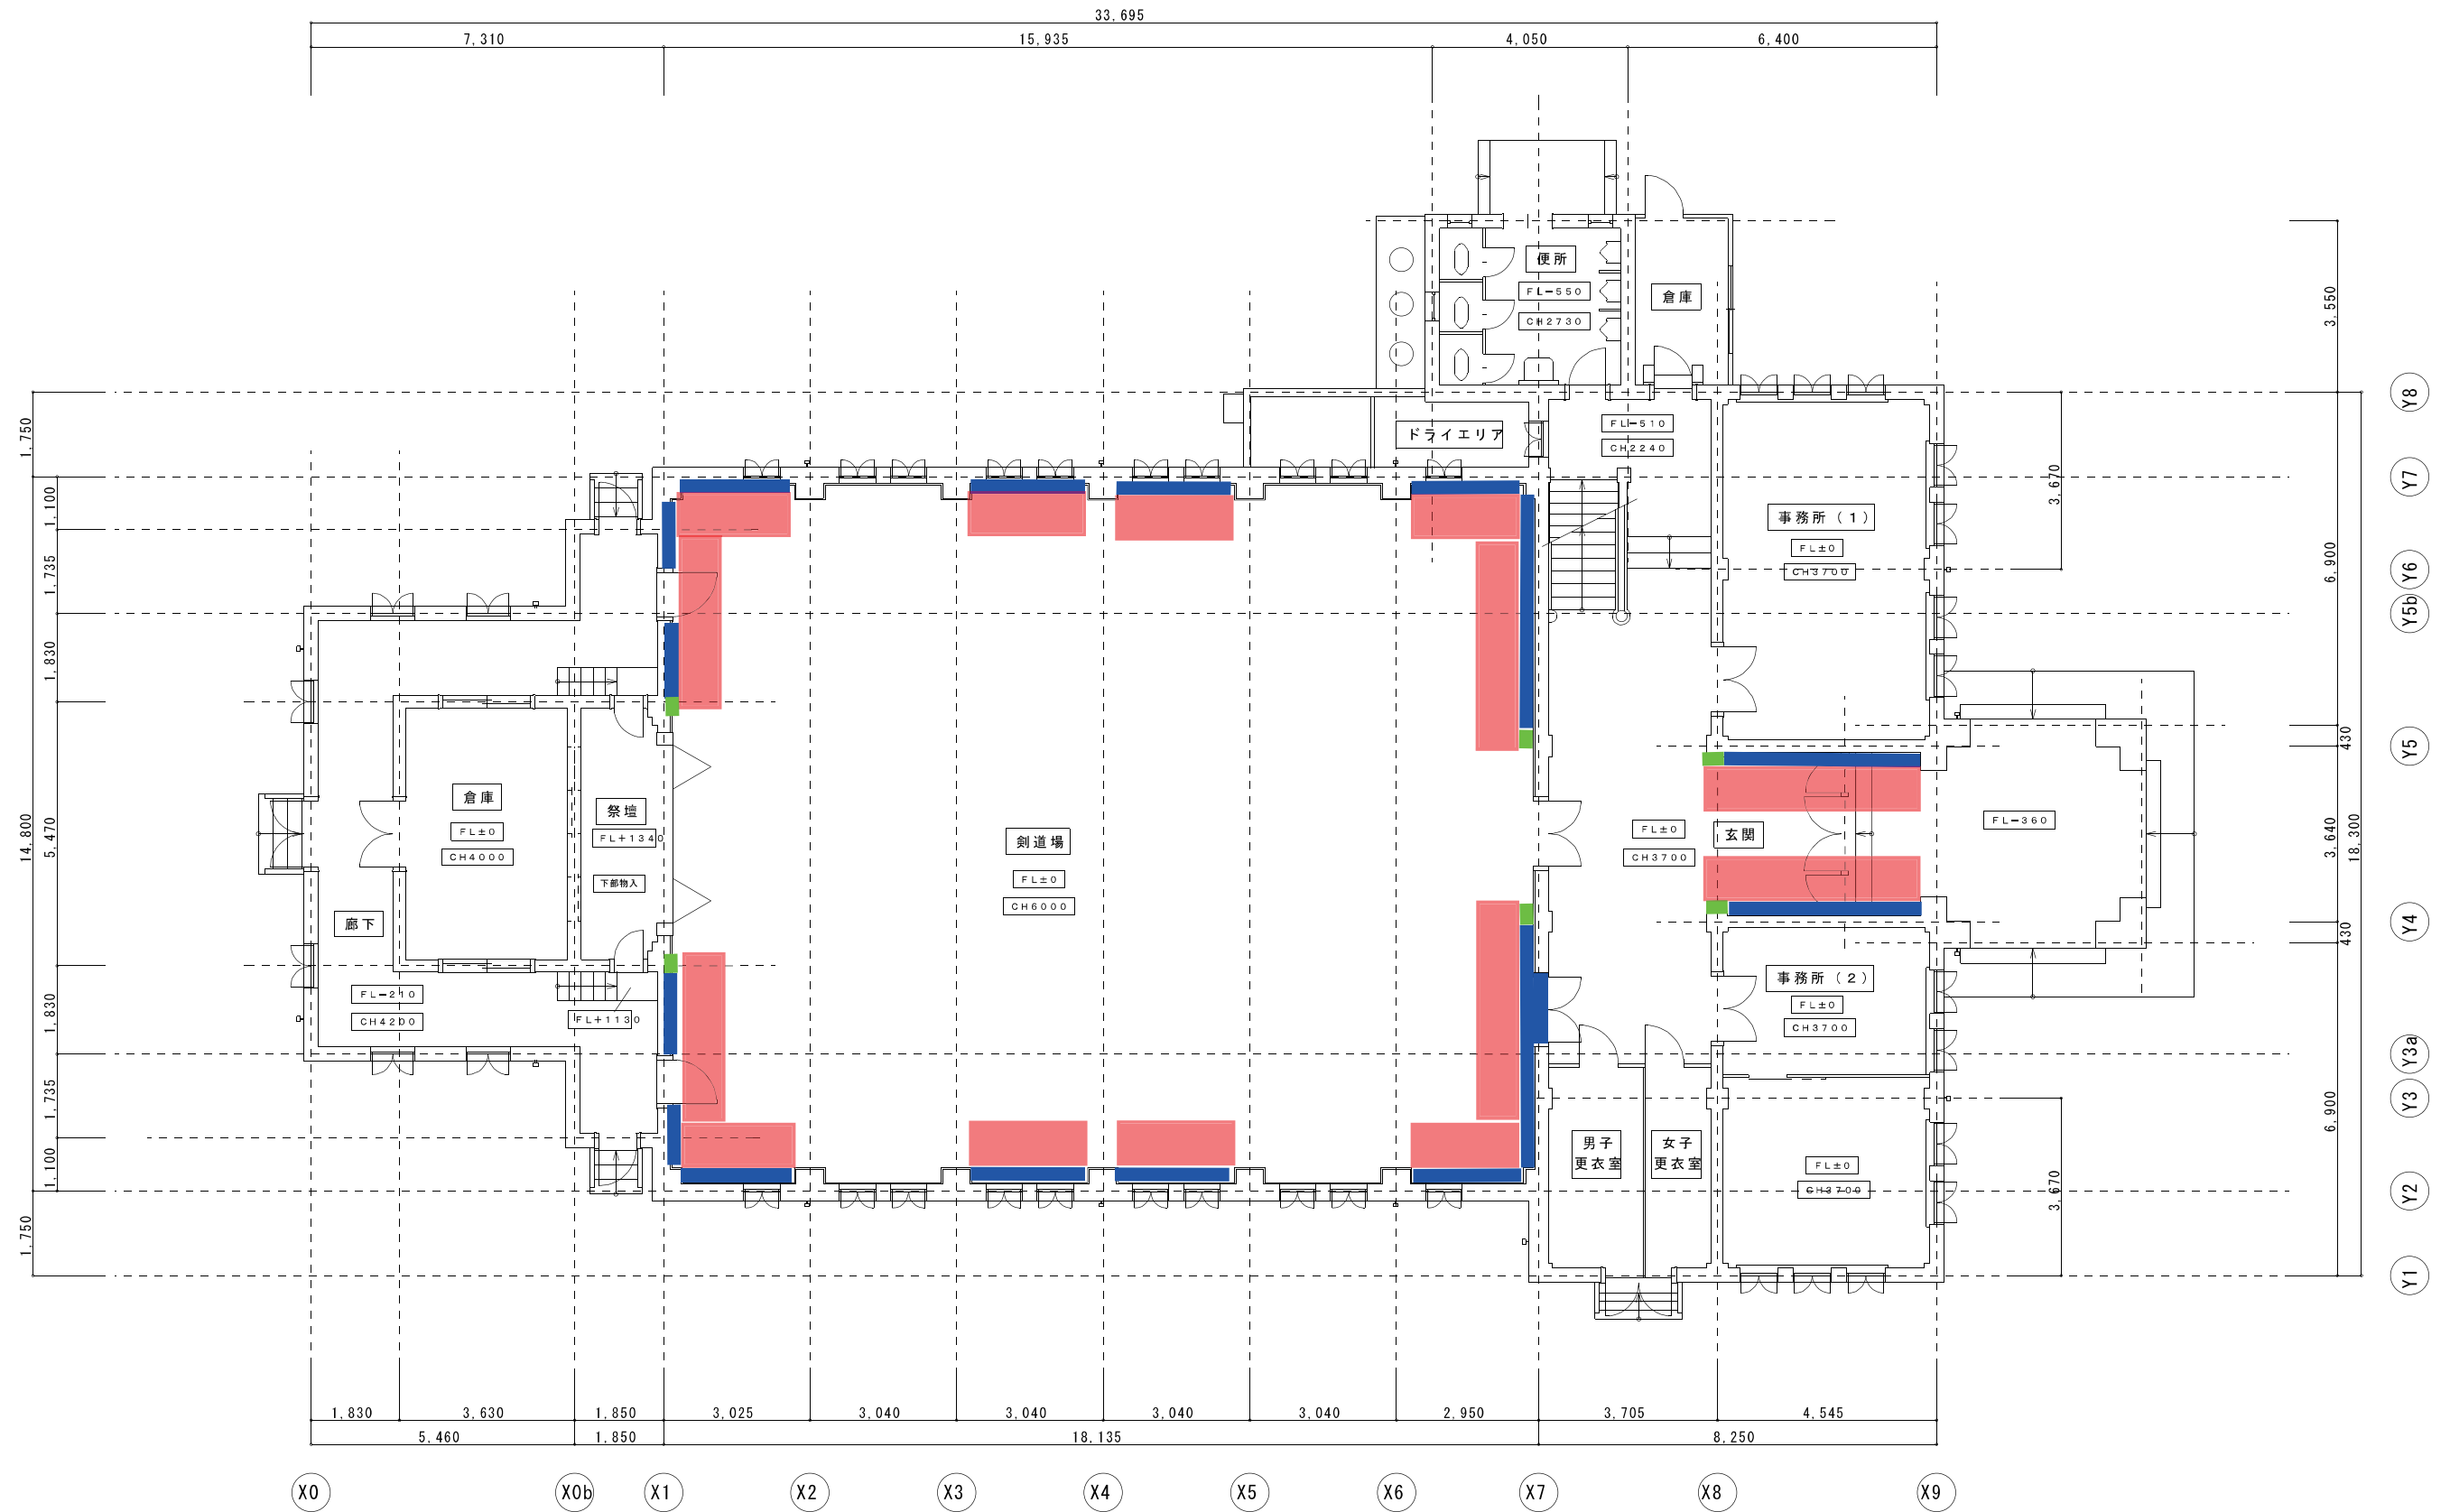 33,695
7,310
15,935
4,050
6,400
便所
FL-550
CH2730
倉庫
3,550
Y8
1,750
ドライエリア
FL-510
CH2240
3,670
Y7
1,100
事務所（1）
FL±0
CH3700
6,900
Y6
1,735
Y5b
1,830
430
Y5
倉庫
FL±0
CH4000
祭壇
FL+1340
下部物入
剣道場
FL±0
CH6000
FL±0
CH3700
玄関
FL-360
14,800
5,470
3,640
18,300
廊下
Y4
430
FL-210
CH4200
FL+1130
事務所（2）
FL±0
CH3700
1,830
Y3a
1,735
Y3
6,900
男子
更衣室
女子
更衣室
FL±0
CH3700
1,100
3,670
Y2
1,750
Y1
1,830
3,630
1,850
3,025
3,040
3,040
3,040
3,040
2,950
3,705
4,545
5,460
1,850
18,135
8,250
X0
X0b
X1
X2
X3
X4
X5
X6
X7
X8
X9